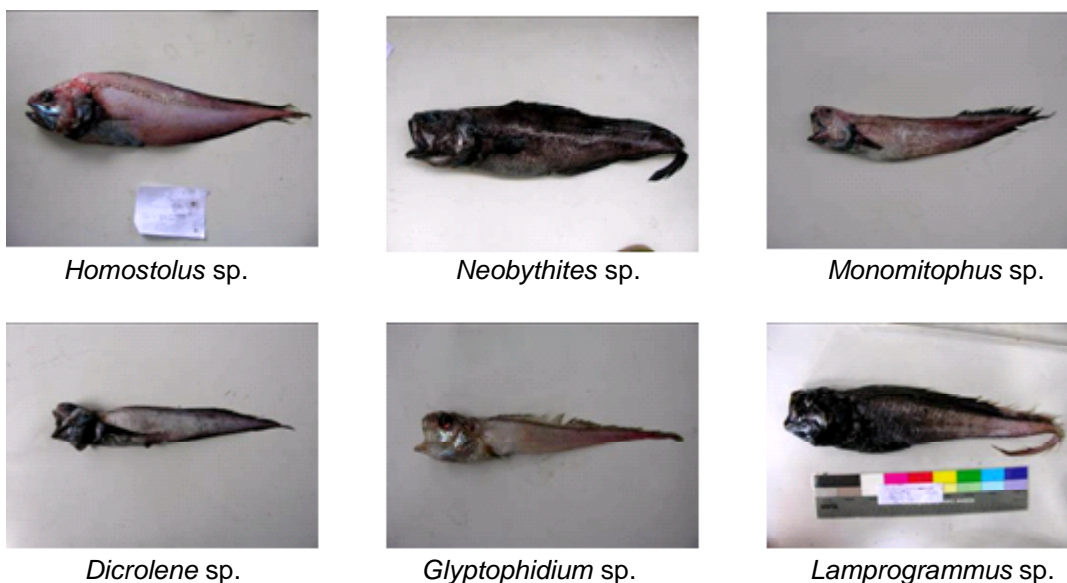 Homostolus sp.
Neobythites sp.
Monomitophus sp.
Dicrolene sp.
Glyptophidium sp.
Lamprogrammus sp.